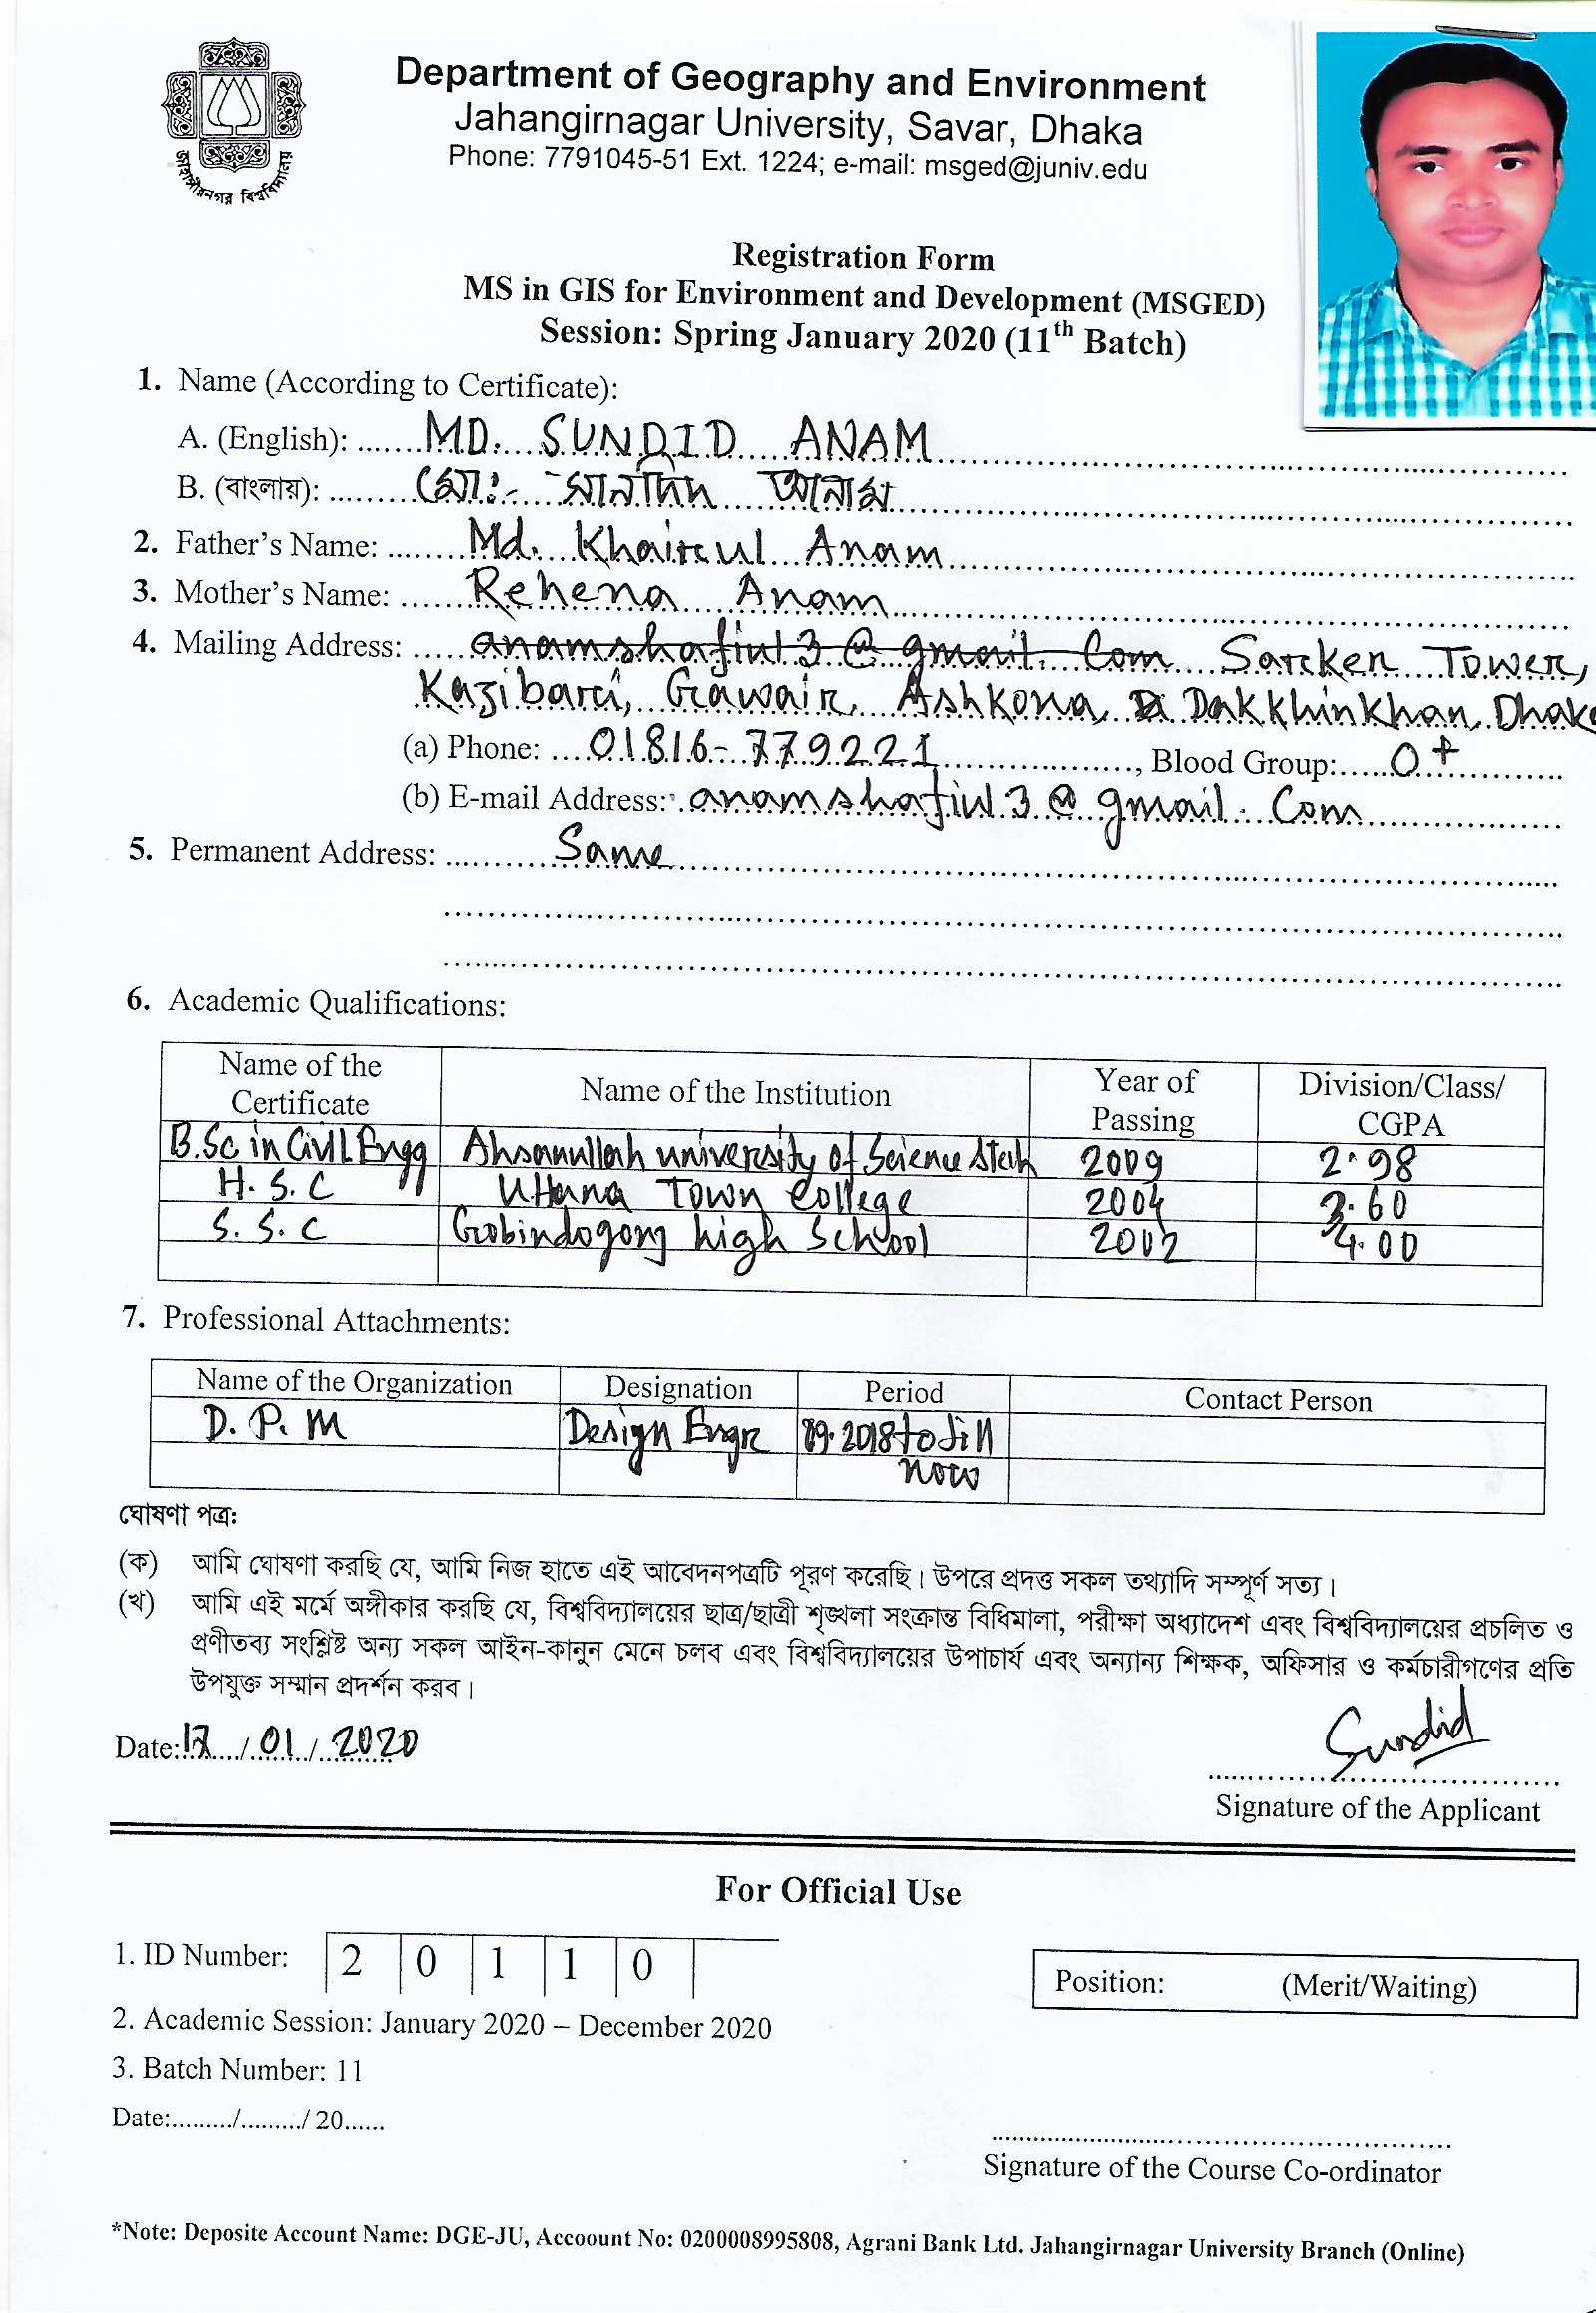 জাহাঙ্গীরনগর বিশ্ববিদ্যালয়
Department of Geography and Environment
Jahangirnagar University, Savar, Dhaka
Phone: 7791045-51 Ext. 1224; e-mail: msged@juniv.edu
Registration Form
MS in GIS for Environment and Development (MSGED)
Session: Spring January 2020 (11th Batch)
1. Name (According to Certificate):
A. (English): MD. SUNDID ANAM
B. (বাংলায়): মোঃ- সানদিদ আনাম
2. Father's Name: Md. Khairul Anam
3. Mother's Name: Rehena Anam
4. Mailing Address: anamshafiul3@gmail.com Sarker Tower,
Kazibari, Gawair, Ashkona, Dakkhinkhan, Dhaka
(a) Phone: 01816-779221, Blood Group: O+
(b) E-mail Address: anamshafiul3@gmail.com
5. Permanent Address: Same
6. Academic Qualifications:
Name of the Certificate Name of the Institution Year of Passing Division/Class/ CGPA
B.Sc in Civil Engg Ahsanullah university of Science &Tech 2009 2.98
H.S.C Uttara Town College 2004 3.60
S.S.C Gobindogonj high School 2002 4.00
7. Professional Attachments:
Name of the Organization Designation Period Contact Person
D.P.M Design Engr 09.2018 to till
now
ঘোষণা পত্র:
(ক) আমি ঘোষণা করছি যে, আমি নিজ হাতে এই আবেদনপত্রটি পূরণ করেছি। উপরে প্রদত্ত সকল তথ্যাদি সম্পূর্ণ সত্য।
(খ) আমি এই মর্মে অঙ্গীকার করছি যে, বিশ্ববিদ্যালয়ের ছাত্র/ছাত্রী শৃঙ্খলা সংক্রান্ত বিধিমালা, পরীক্ষা অধ্যাদেশ এবং বিশ্ববিদ্যালয়ের প্রচলিত ও
প্রণীতব্য সংশ্লিষ্ট অন্য সকল আইন-কানুন মেনে চলব এবং বিশ্ববিদ্যালয়ের উপাচার্য এবং অন্যান্য শিক্ষক, অফিসার ও কর্মচারীগণের প্রতি
উপযুক্ত সম্মান প্রদর্শন করব।
Sundid
Date: 17/01/2020
Signature of the Applicant
For Official Use
1. ID Number: 2 0 1 1 0
Position: (Merit/Waiting)
2. Academic Session: January 2020 – December 2020
3. Batch Number: 11
Date:........./........./ 20......
Signature of the Course Co-ordinator
*Note: Deposite Account Name: DGE-JU, Accoount No: 0200008995808, Agrani Bank Ltd. Jahangirnagar University Branch (Online)